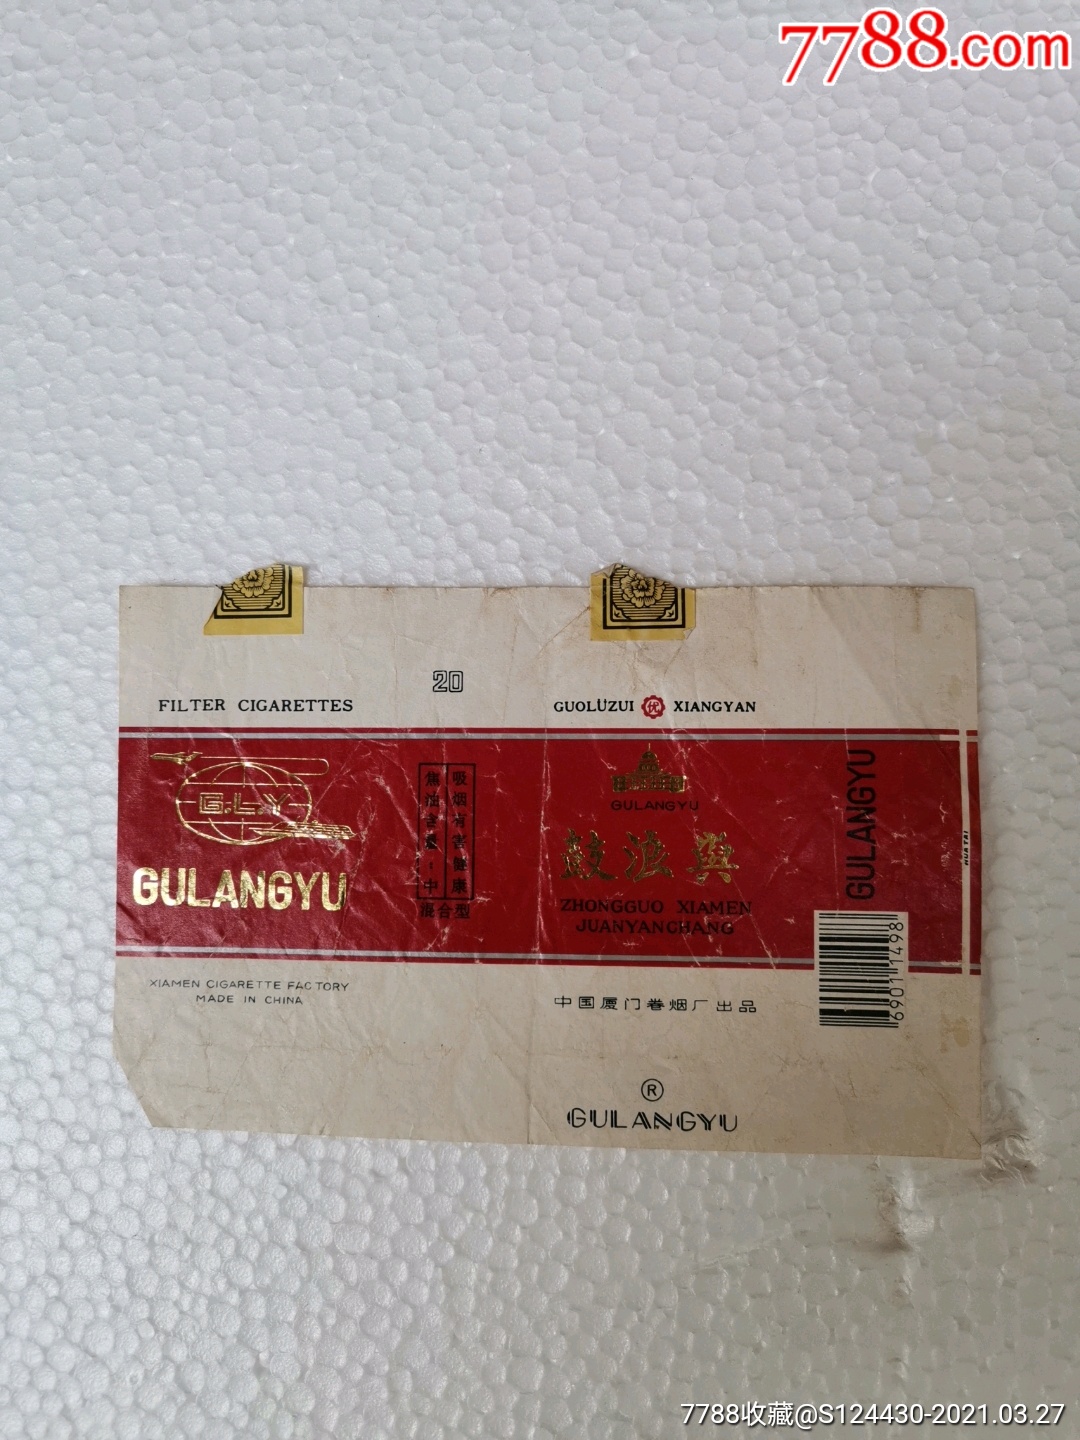 7788.com
20
FILTER CIGARETTES
G.L.Y
GULANGYU
XIAMEN CIGARETTE FACTORY
MADE IN CHINA
吸烟有害健康
焦油含量:中
混合型
GUOLÜZUI 优 XIANGYAN
GULANGYU
鼓浪屿
ZHONGGUO XIAMEN
JUANYANCHANG
中国厦门卷烟厂出品
®
GULANGYU
GULANGYU
69011498
7788收藏@S124430-2021.03.27